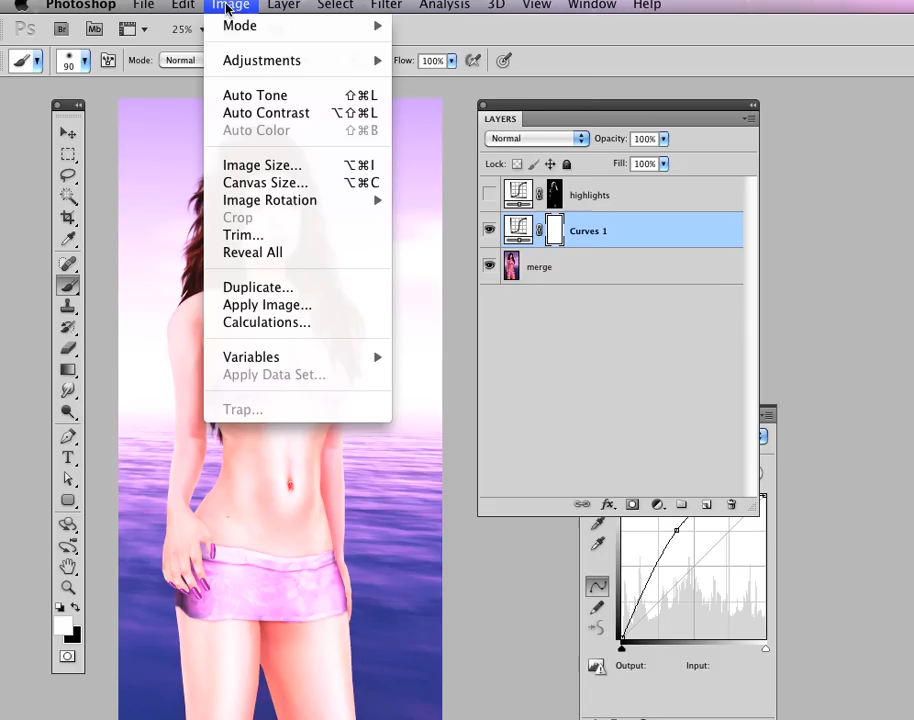 Photoshop File Edit Image Layer Select Filter Analysis 3D View Window Help
Ps Br Mb 25%
90 Mode: Normal Flow: 100%
Mode
Adjustments
Auto Tone ⇧⌘L
Auto Contrast ⌥⇧⌘L
Auto Color ⇧⌘B
Image Size... ⌥⌘I
Canvas Size... ⌥⌘C
Image Rotation
Crop
Trim...
Reveal All
Duplicate...
Apply Image...
Calculations...
Variables
Apply Data Set...
Trap...
T
LAYERS
Normal Opacity: 100%
Lock: Fill: 100%
highlights
Curves 1
merge
fx
Output: Input: